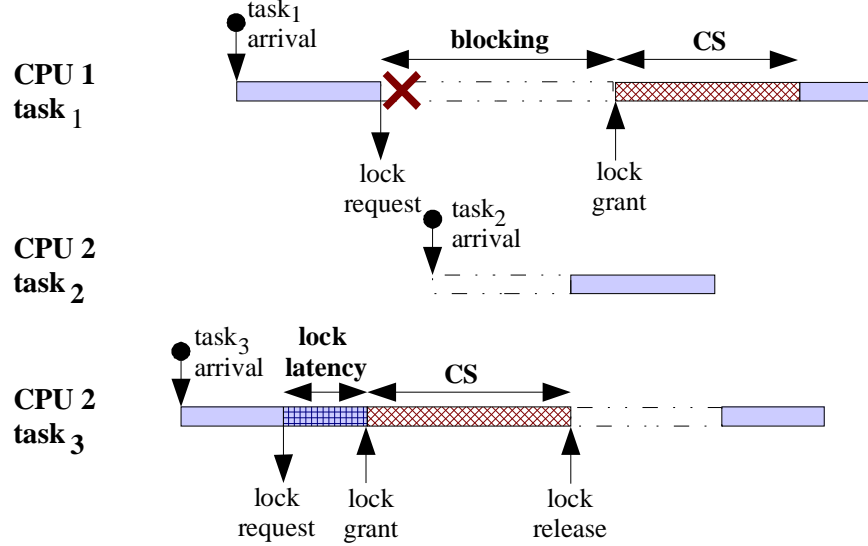 task1
arrival
blocking
CS
CPU 1
task 1
lock
request
lock
grant
task2
arrival
CPU 2
task 2
task3
arrival
lock
latency
CS
CPU 2
task 3
lock
request
lock
grant
lock
release